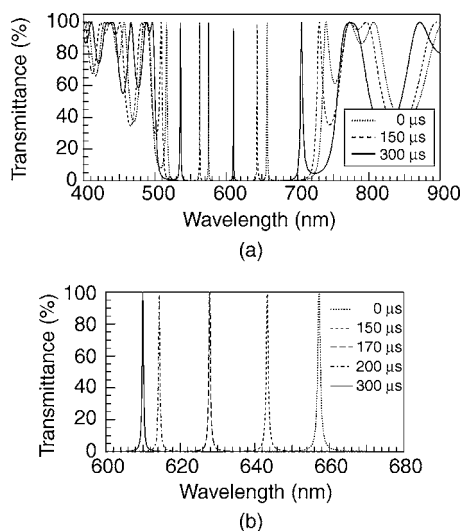 100
80
60
40
20
0
Transmittance (%)
0 μs
150 μs
300 μs
400 500 600 700 800 900
Wavelength (nm)
(a)
100
80
60
40
20
0
Transmittance (%)
0 μs
150 μs
170 μs
200 μs
300 μs
600 620 640 660 680
Wavelength (nm)
(b)